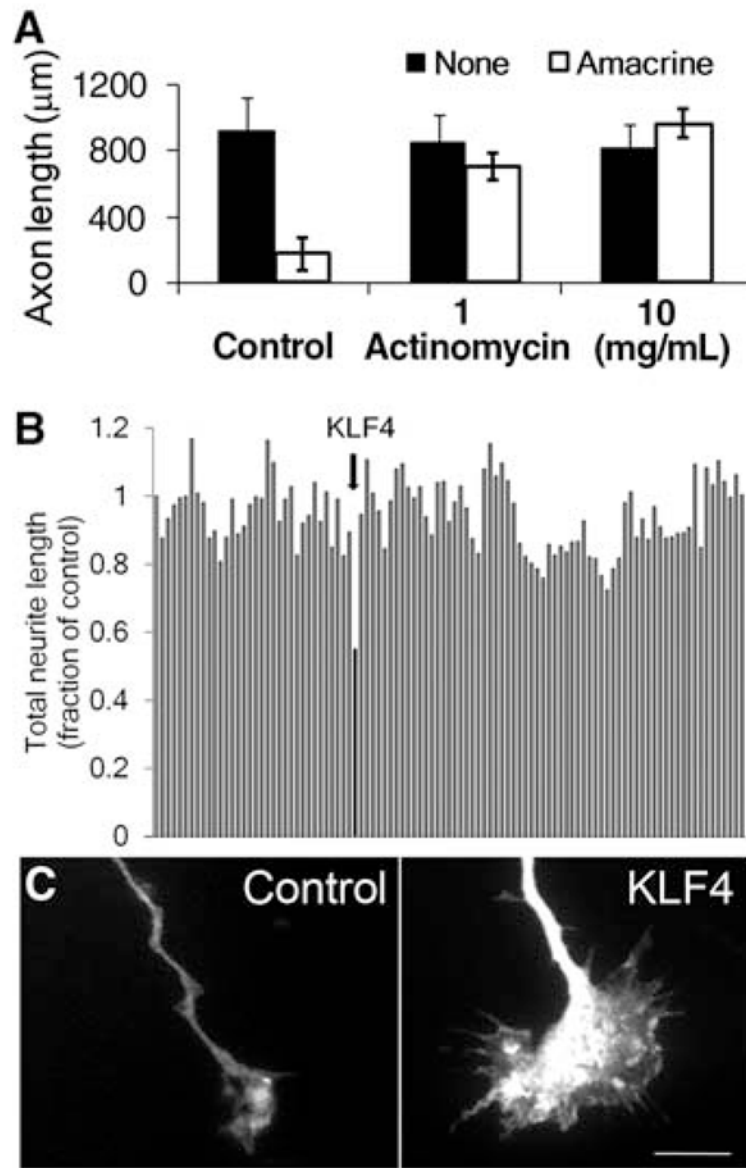 A
None Amacrine
Axon length (µm)
1200
800
400
0
1 10
Control Actinomycin (mg/mL)
B
KLF4
Total neurite length
(fraction of control)
1.2
1
0.8
0.6
0.4
0.2
0
C Control KLF4